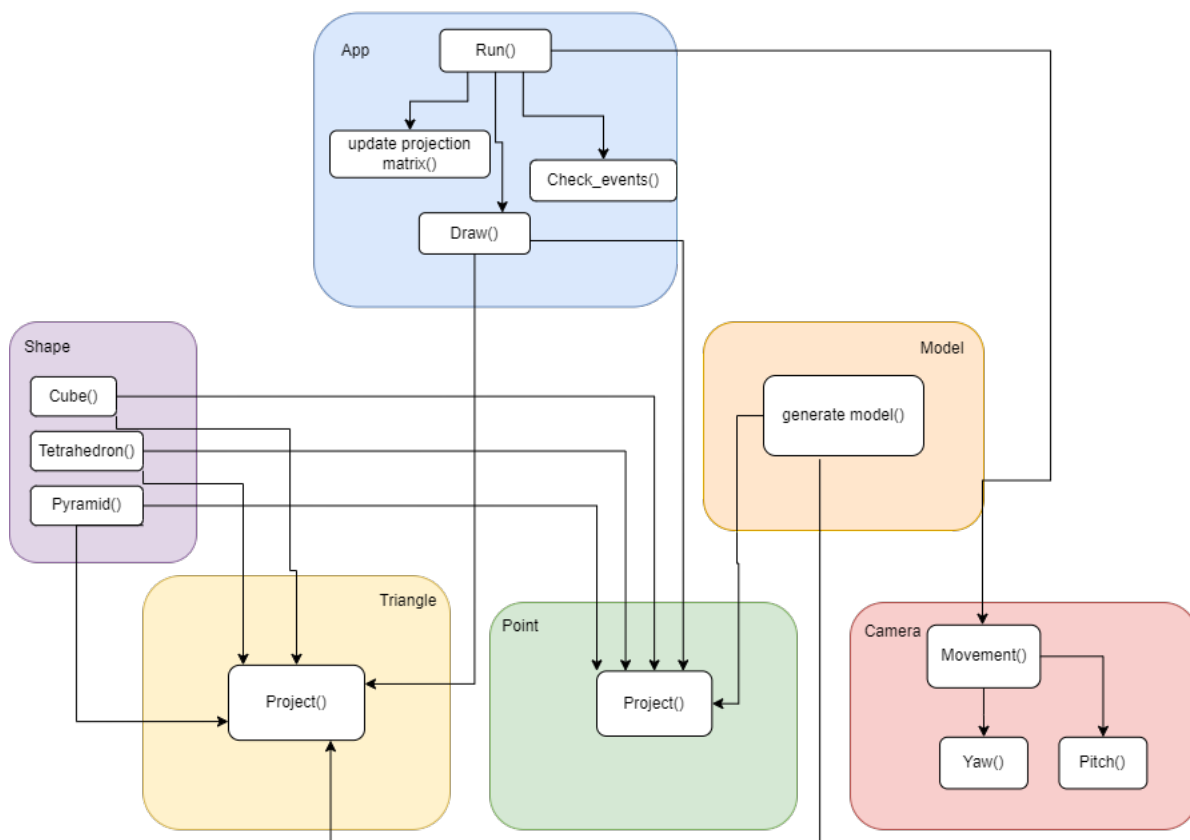 App
Run()
update projection
matrix()
Check_events()
Draw()
Shape
Cube()
Tetrahedron()
Pyramid()
Model
generate model()
Triangle
Project()
Point
Project()
Camera
Movement()
Yaw()
Pitch()